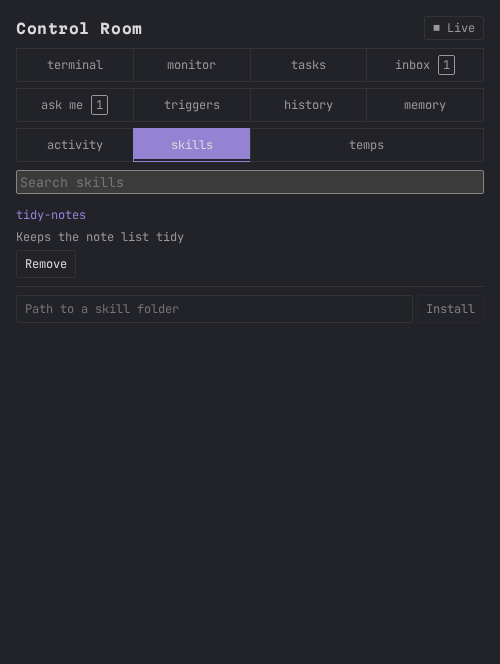 Control Room
Live
terminal
monitor
tasks
inbox 1
ask me 1
triggers
history
memory
activity
skills
temps
Search skills
tidy-notes
Keeps the note list tidy
Remove
Path to a skill folder
Install